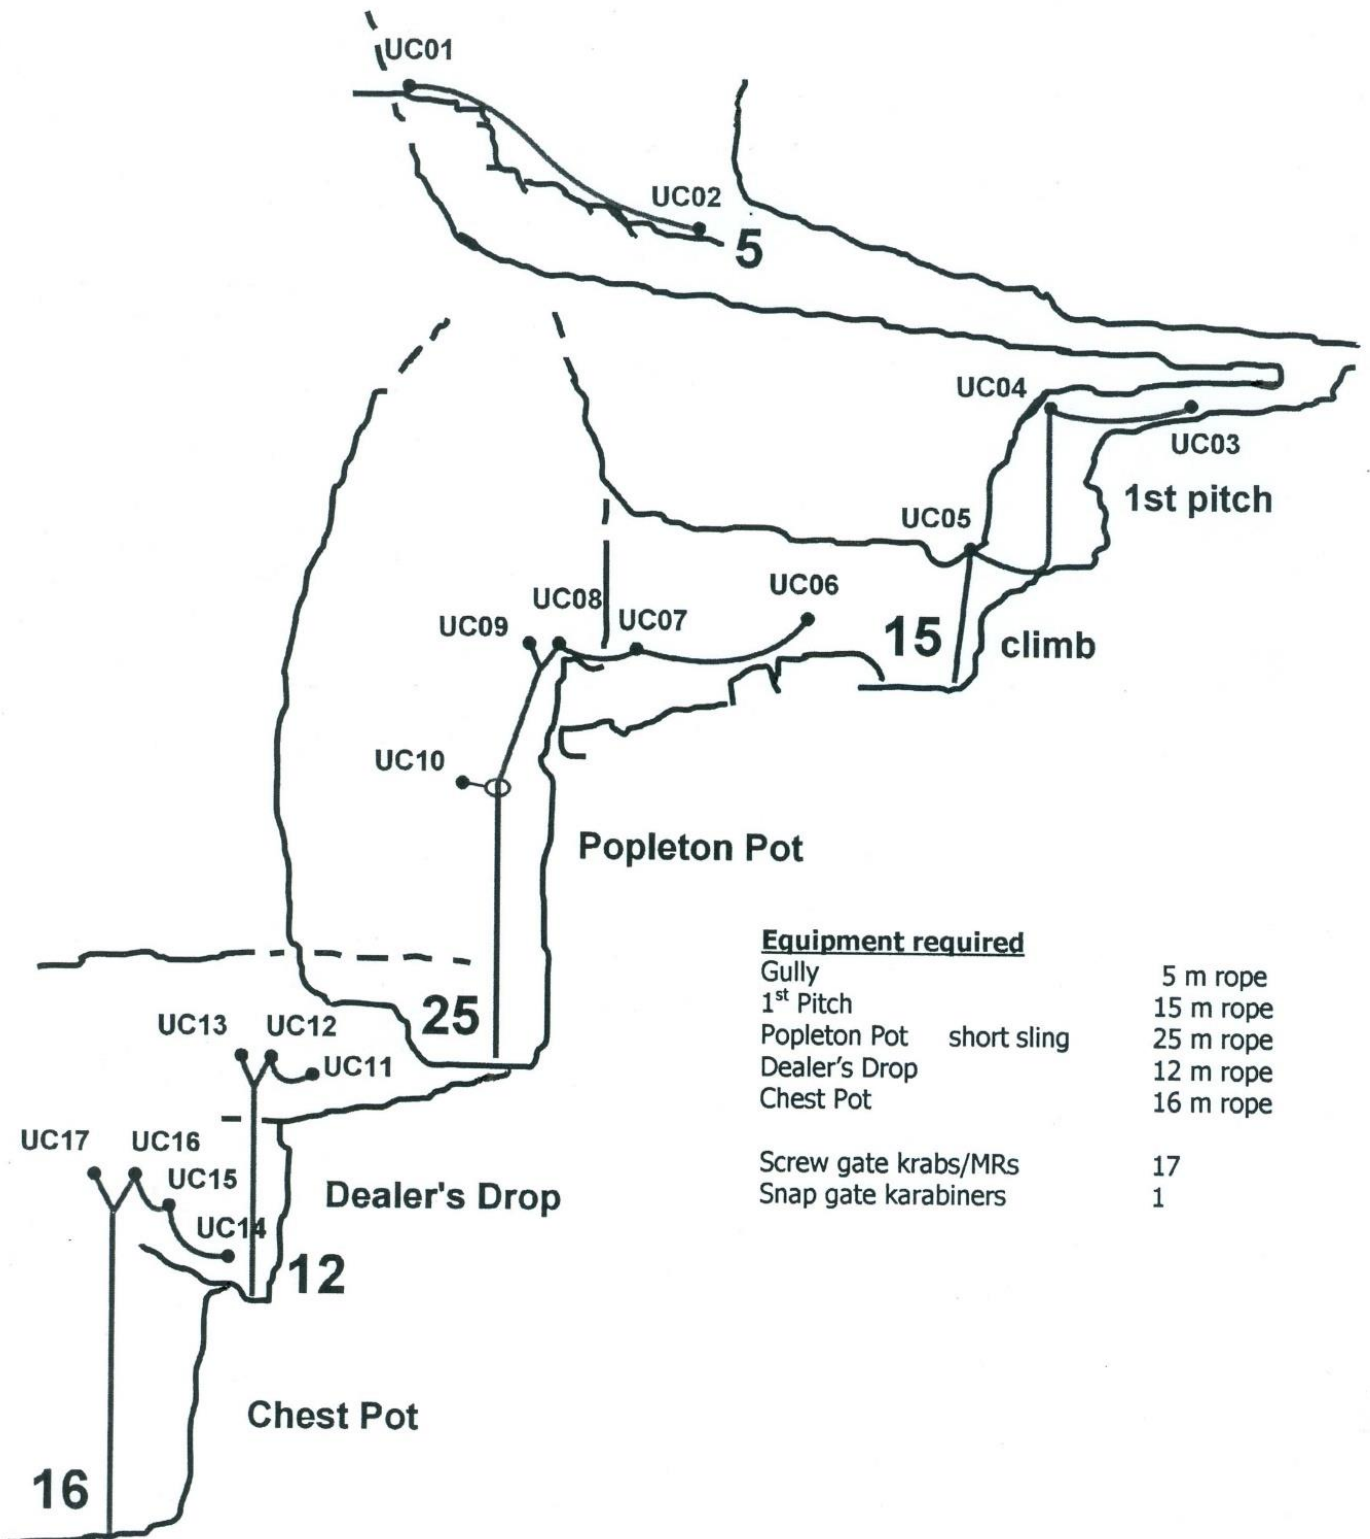 UC01
UC02
5
UC04
UC03
1st pitch
UC05
UC06
UC08
UC07
UC09
15
climb
UC10
Popleton Pot
25
UC13
UC12
UC11
UC17
UC16
UC15
UC14
Dealer's Drop
12
Chest Pot
16
Equipment required
Gully 5 m rope
1st Pitch 15 m rope
Popleton Pot short sling 25 m rope
Dealer's Drop 12 m rope
Chest Pot 16 m rope
Screw gate krabs/MRs 17
Snap gate karabiners 1